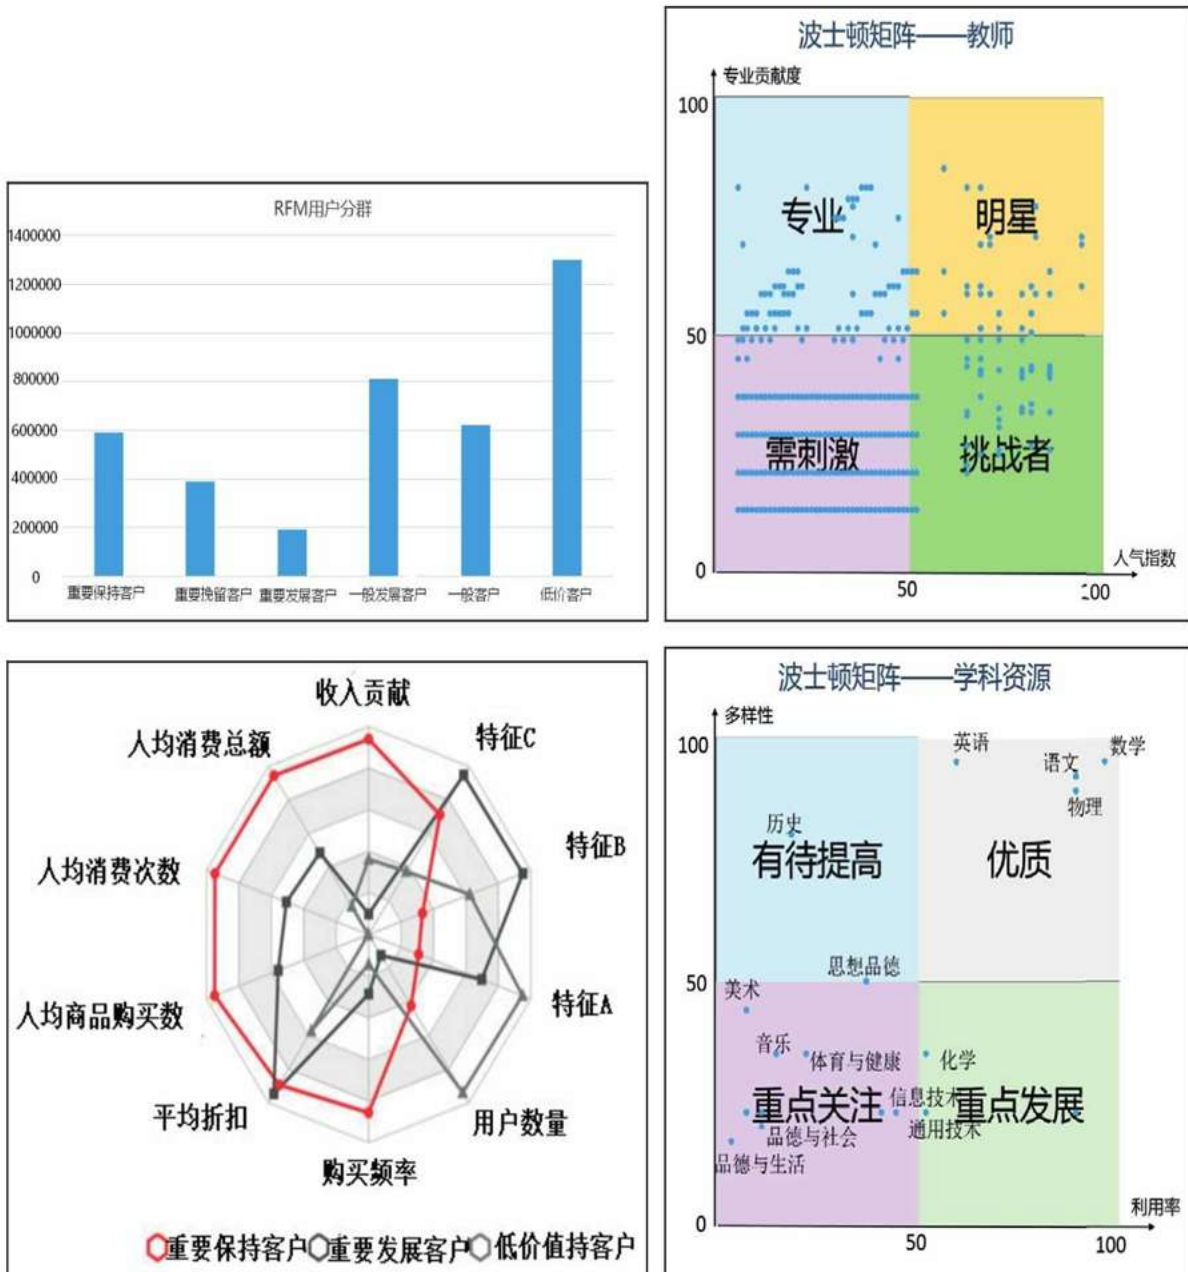 RFM用户分群
1400000
1200000
1000000
800000
600000
400000
200000
0
重要保持客户 重要挽留客户 重要发展客户 一般发展客户 一般客户 低价客户
波士顿矩阵——教师
专业贡献度
100
专业 明星
50
需刺激 挑战者
0
人气指数
50 100
收入贡献
人均消费总额 特征C
人均消费次数 特征B
人均商品购买数 特征A
平均折扣 用户数量
购买频率
重要保持客户 重要发展客户 低价值持客户
波士顿矩阵——学科资源
多样性
100
英语 数学
语文
物理
历史
有待提高 优质
思想品德
50
美术
音乐 体育与健康 化学
重点关注 信息技术 重点发展
通用技术
品德与社会
品德与生活
0
利用率
50 100